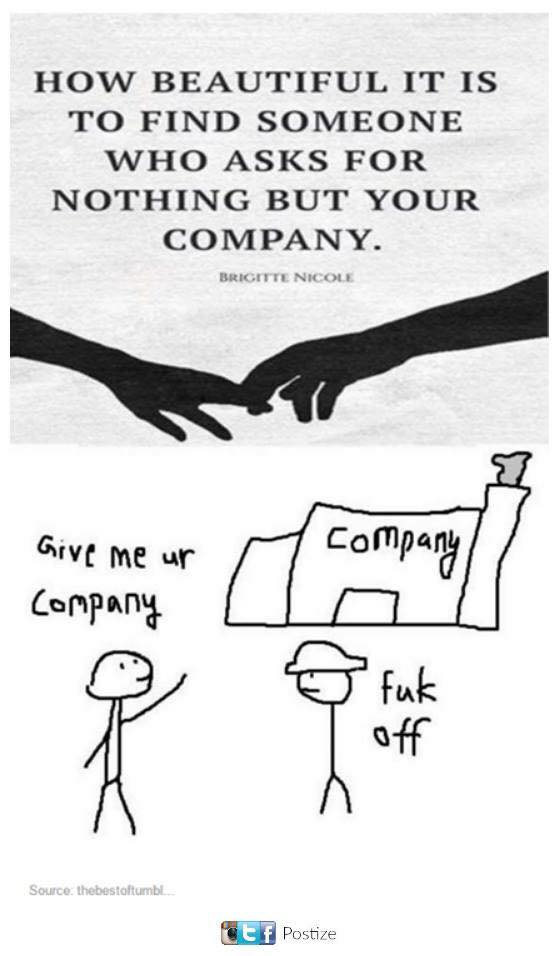 HOW BEAUTIFUL IT IS
TO FIND SOMEONE
WHO ASKS FOR
NOTHING BUT YOUR
COMPANY.
BRIGITTE NICOLE
Give me ur
Company
Company
fuk
off
Source: thebestoftumbl...
Postize